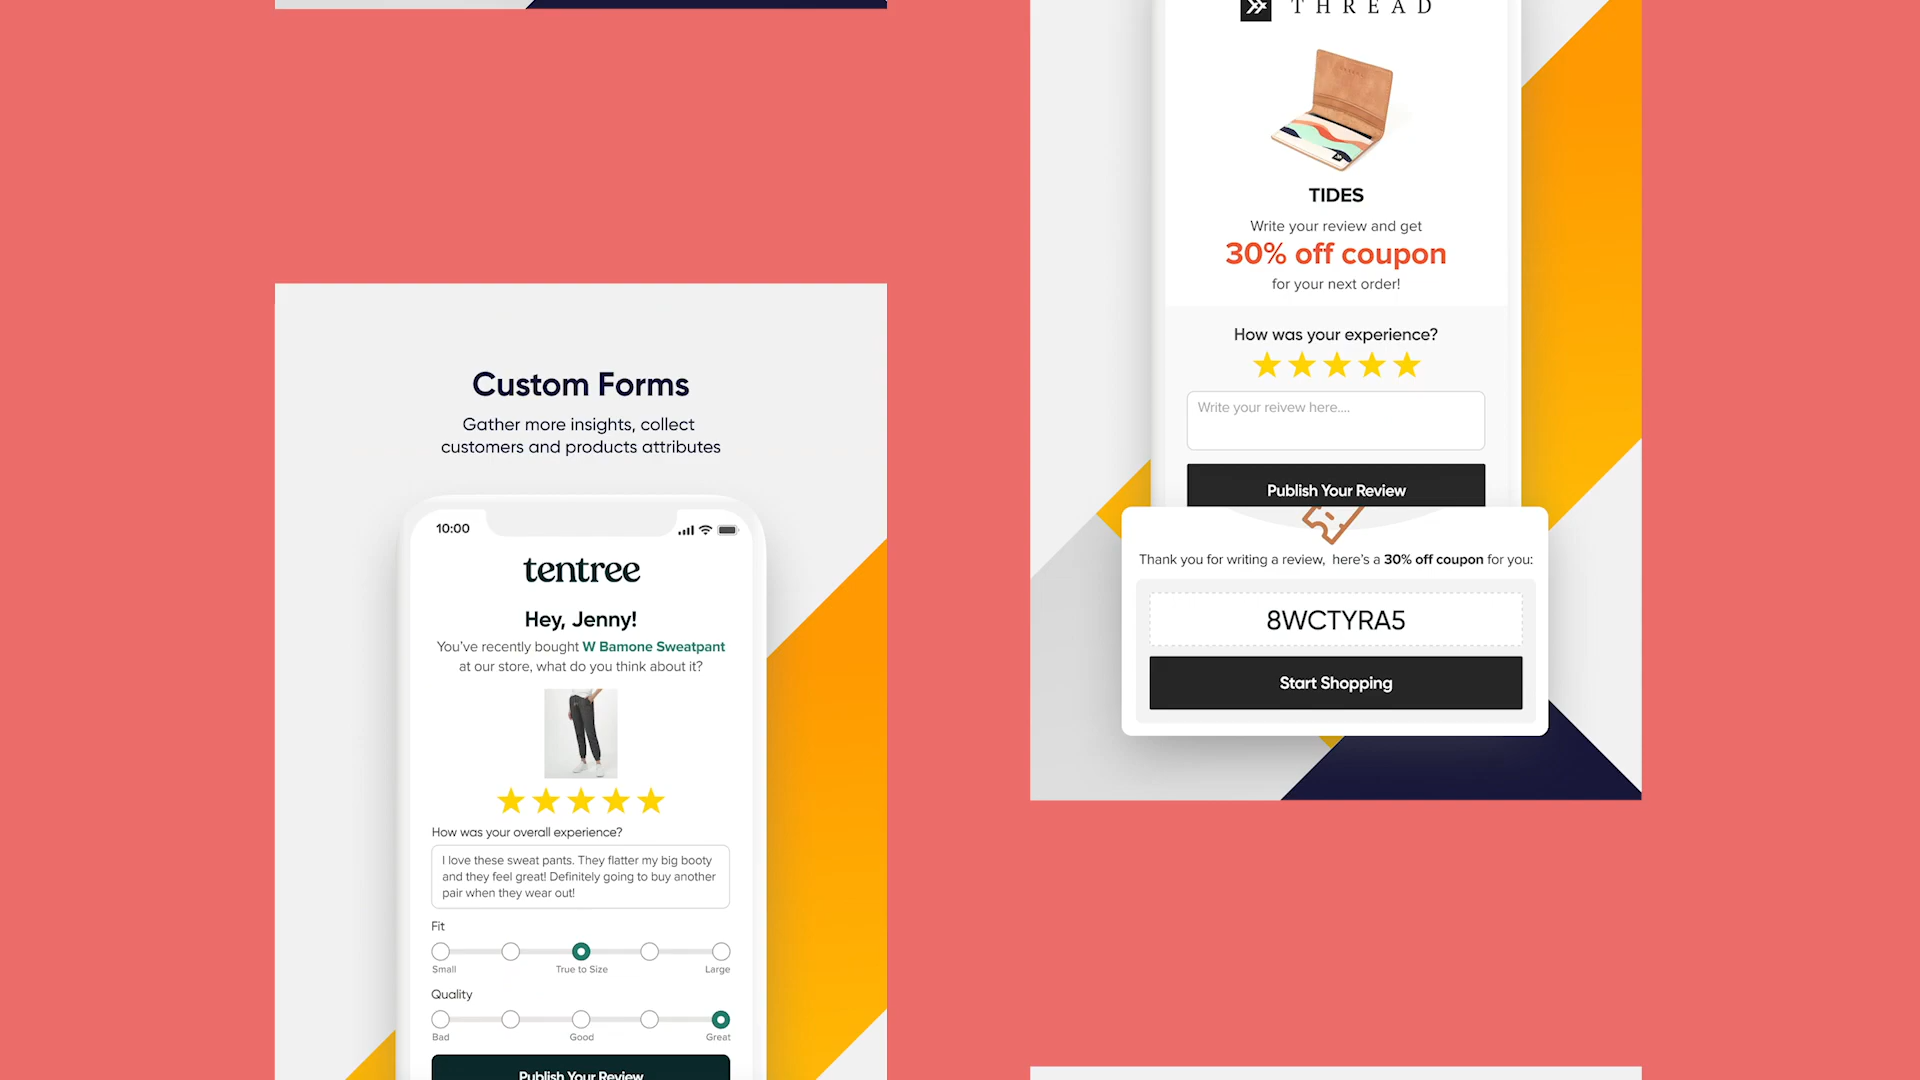 Custom Forms
Gather more insights, collect
customers and products attributes
10:00
tentree
Hey, Jenny!
You've recently bought W Bamone Sweatpant
at our store, what do you think about it?
How was your overall experience?
I love these sweat pants. They flatter my big booty
and they feel great! Definitely going to buy another
pair when they wear out!
Fit
Small
True to Size
Large
Quality
Bad
Good
Great
Publish Your Review
THREAD
TIDES
Write your review and get
30% off coupon
for your next order!
How was your experience?
Write your reivew here....
Publish Your Review
Thank you for writing a review, here's a 30% off coupon for you:
8WCTYRA5
Start Shopping